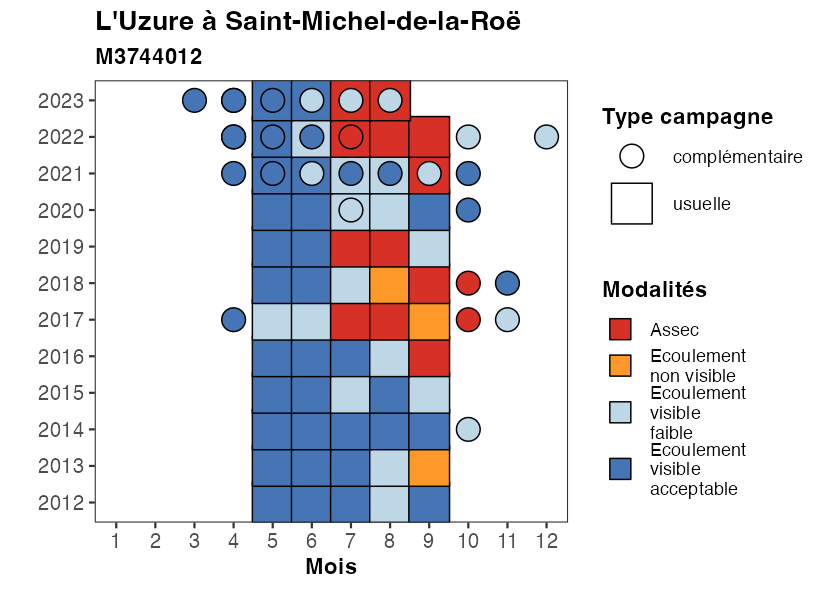 L'Uzure à Saint-Michel-de-la-Roë
M3744012
2023
2022
2021
2020
2019
2018
2017
2016
2015
2014
2013
2012
1 2 3 4 5 6 7 8 9 10 11 12
Mois
Type campagne
complémentaire
usuelle
Modalités
Assec
Ecoulement
non visible
Ecoulement
visible
faible
Ecoulement
visible
acceptable